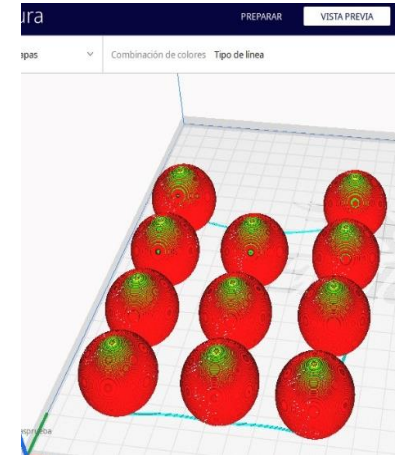 ura
PREPARAR
VISTA PREVIA
apas
Combinación de colores Tipo de línea